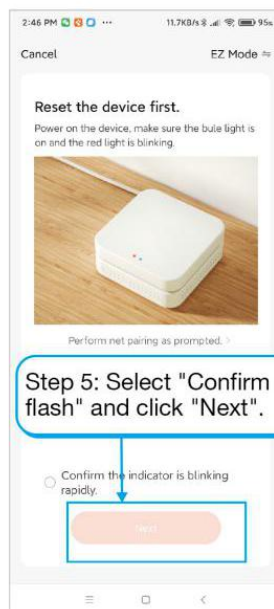 2:46 PM ··· 11.7KB/s 95%
Cancel EZ Mode
Reset the device first.
Power on the device, make sure the bule light is
on and the red light is blinking.
Perform net pairing as prompted. >
Step 5: Select "Confirm
flash" and click "Next".
Confirm the indicator is blinking
rapidly.
Next